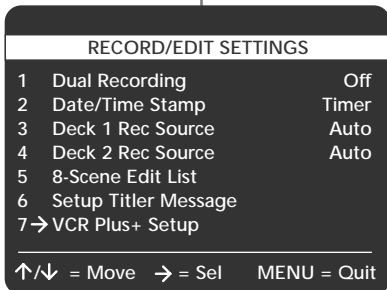 RECORD/EDIT SETTINGS
1 Dual Recording Off
2 Date/Time Stamp Timer
3 Deck 1 Rec Source Auto
4 Deck 2 Rec Source Auto
5 8-Scene Edit List
6 Setup Titler Message
7→ VCR Plus+ Setup
↑/↓ = Move → = Sel MENU = Quit